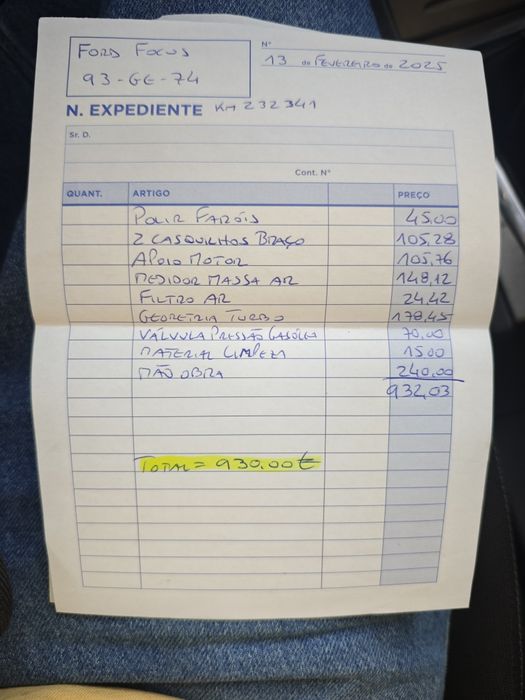 FORD FOCUS
93-GE-74
Nº
13 de FEVEREIRO de 2025
N. EXPEDIENTE KM 232341
Sr. D.
Cont. Nº
QUANT. ARTIGO PREÇO
POLIR FARÓIS 45,00
2 CASQUILHOS BRAÇO 105,28
APOIO MOTOR 105,76
MEDIDOR MASSA AR 148,12
FILTRO AR 24,42
GEOMETRIA TURBO 178,45
VÁLVULA PRESSÃO GASÓLEO 70,00
MATERIAL LIMPEZA 15,00
MÃO OBRA 240,00
932,03
TOTAL = 930,00€